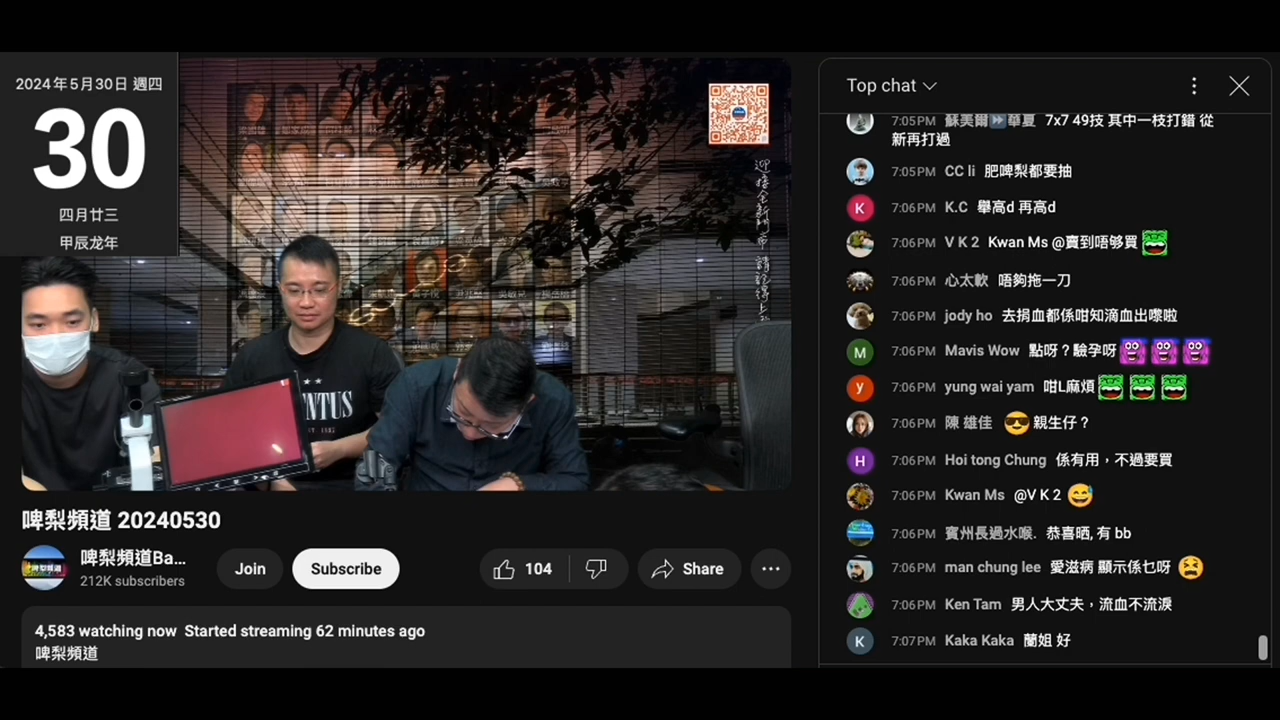 2024年5月30日 週四
30
四月廿三
甲辰龙年
NTUS
啤梨頻道 20240530
啤梨頻道Ba...
212K subscribers
Join
Subscribe
104
Share
4,583 watching now Started streaming 62 minutes ago
啤梨頻道
Top chat
7:05PM 蘇美爾⏩華夏 7x7 49技 其中一枝打錯 從
新再打過
7:05PM CC li 肥啤梨都要抽
K
7:06PM K.C 舉高d 再高d
7:06PM V K 2 Kwan Ms @賣到唔够買
7:06PM 心太軟 唔夠拖一刀
7:06PM jody ho 去捐血都係咁知滴血出嚟啦
M
7:06PM Mavis Wow 點呀？驗孕呀
y
7:06PM yung wai yam 咁L麻煩
7:06PM 陳 雄佳 😎親生仔？
H
7:06PM Hoi tong Chung 係有用，不過要買
7:06PM Kwan Ms @V K 2 😅
7:06PM 賓州長過水喉. 恭喜晒, 有 bb
7:06PM man chung lee 愛滋病 顯示係乜呀 😫
7:06PM Ken Tam 男人大丈夫，流血不流淚
K
7:07PM Kaka Kaka 蘭姐 好